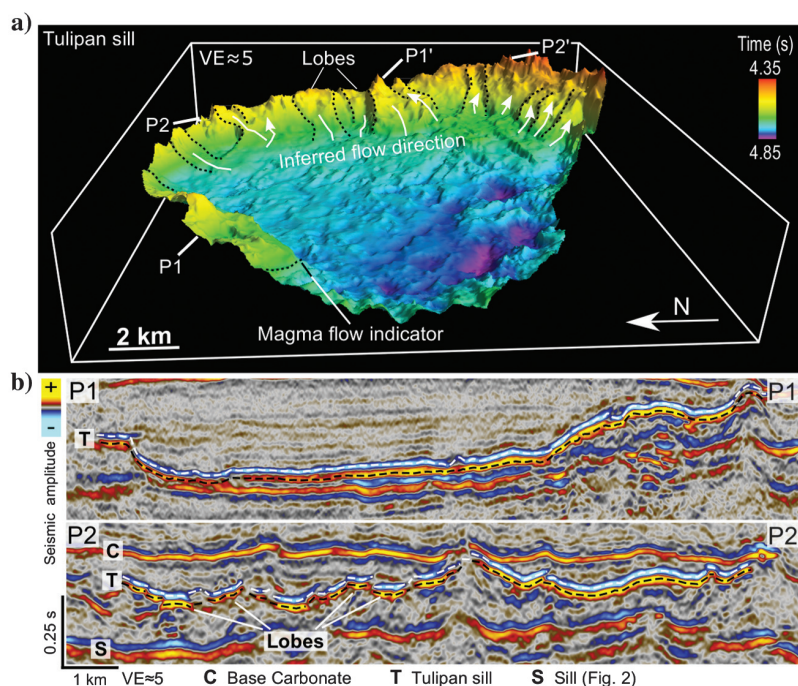 a)
Tulipan sill
VE≈5
Lobes
P1'
P2'
Time (s)
4.35
4.85
P2
Inferred flow direction
P1
N
2 km
Magma flow indicator
b)
+
-
Seismic amplitude
P1
P1
T
P2
P2
C
T
Lobes
S
0.25 s
1 km VE≈5 C Base Carbonate T Tulipan sill S Sill (Fig. 2)